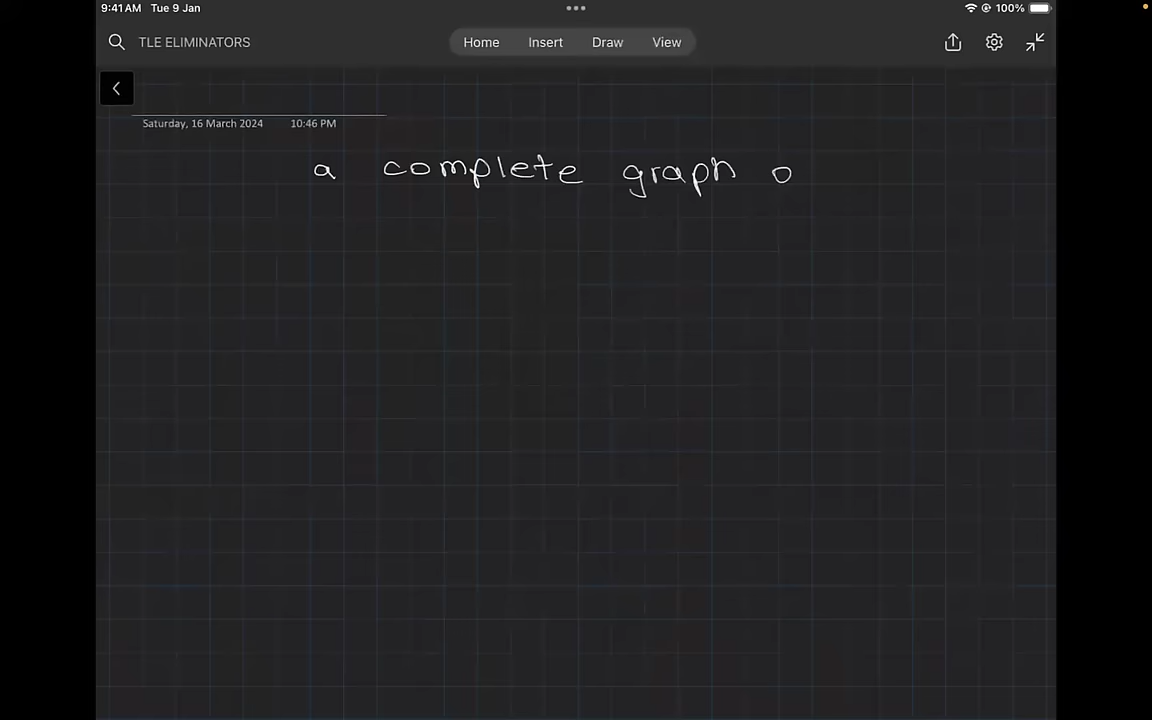 9:41 AM Tue 9 Jan 100%
TLE ELIMINATORS Home Insert Draw View
Saturday, 16 March 2024 10:46 PM
a complete graph o